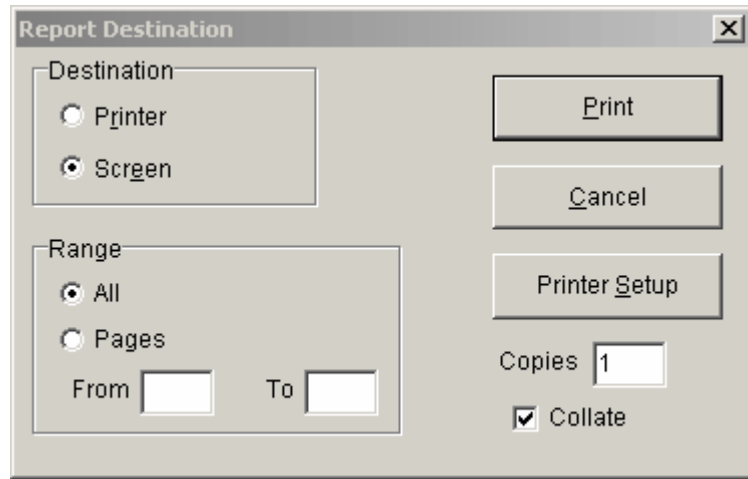 Report Destination
Destination
Printer
Screen
Print
Cancel
Range
All
Pages
From
To
Printer Setup
Copies 1
Collate